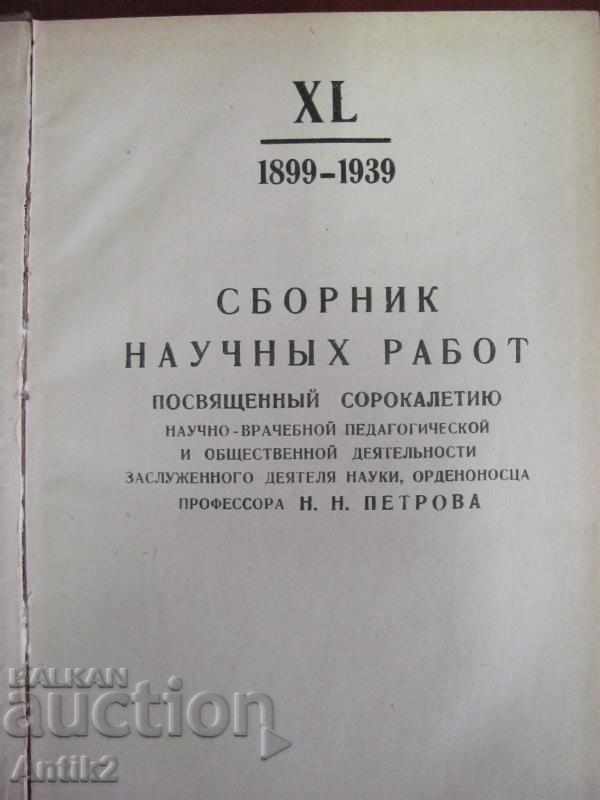 XL
1899-1939
СБОРНИК
НАУЧНЫХ РАБОТ
ПОСВЯЩЕННЫЙ СОРОКАЛЕТИЮ
НАУЧНО-ВРАЧЕБНОЙ ПЕДАГОГИЧЕСКОЙ
И ОБЩЕСТВЕННОЙ ДЕЯТЕЛЬНОСТИ
ЗАСЛУЖЕННОГО ДЕЯТЕЛЯ НАУКИ, ОРДЕНОНОСЦА
ПРОФЕССОРА Н. Н. ПЕТРОВА
BALKAN
auction
Antik2